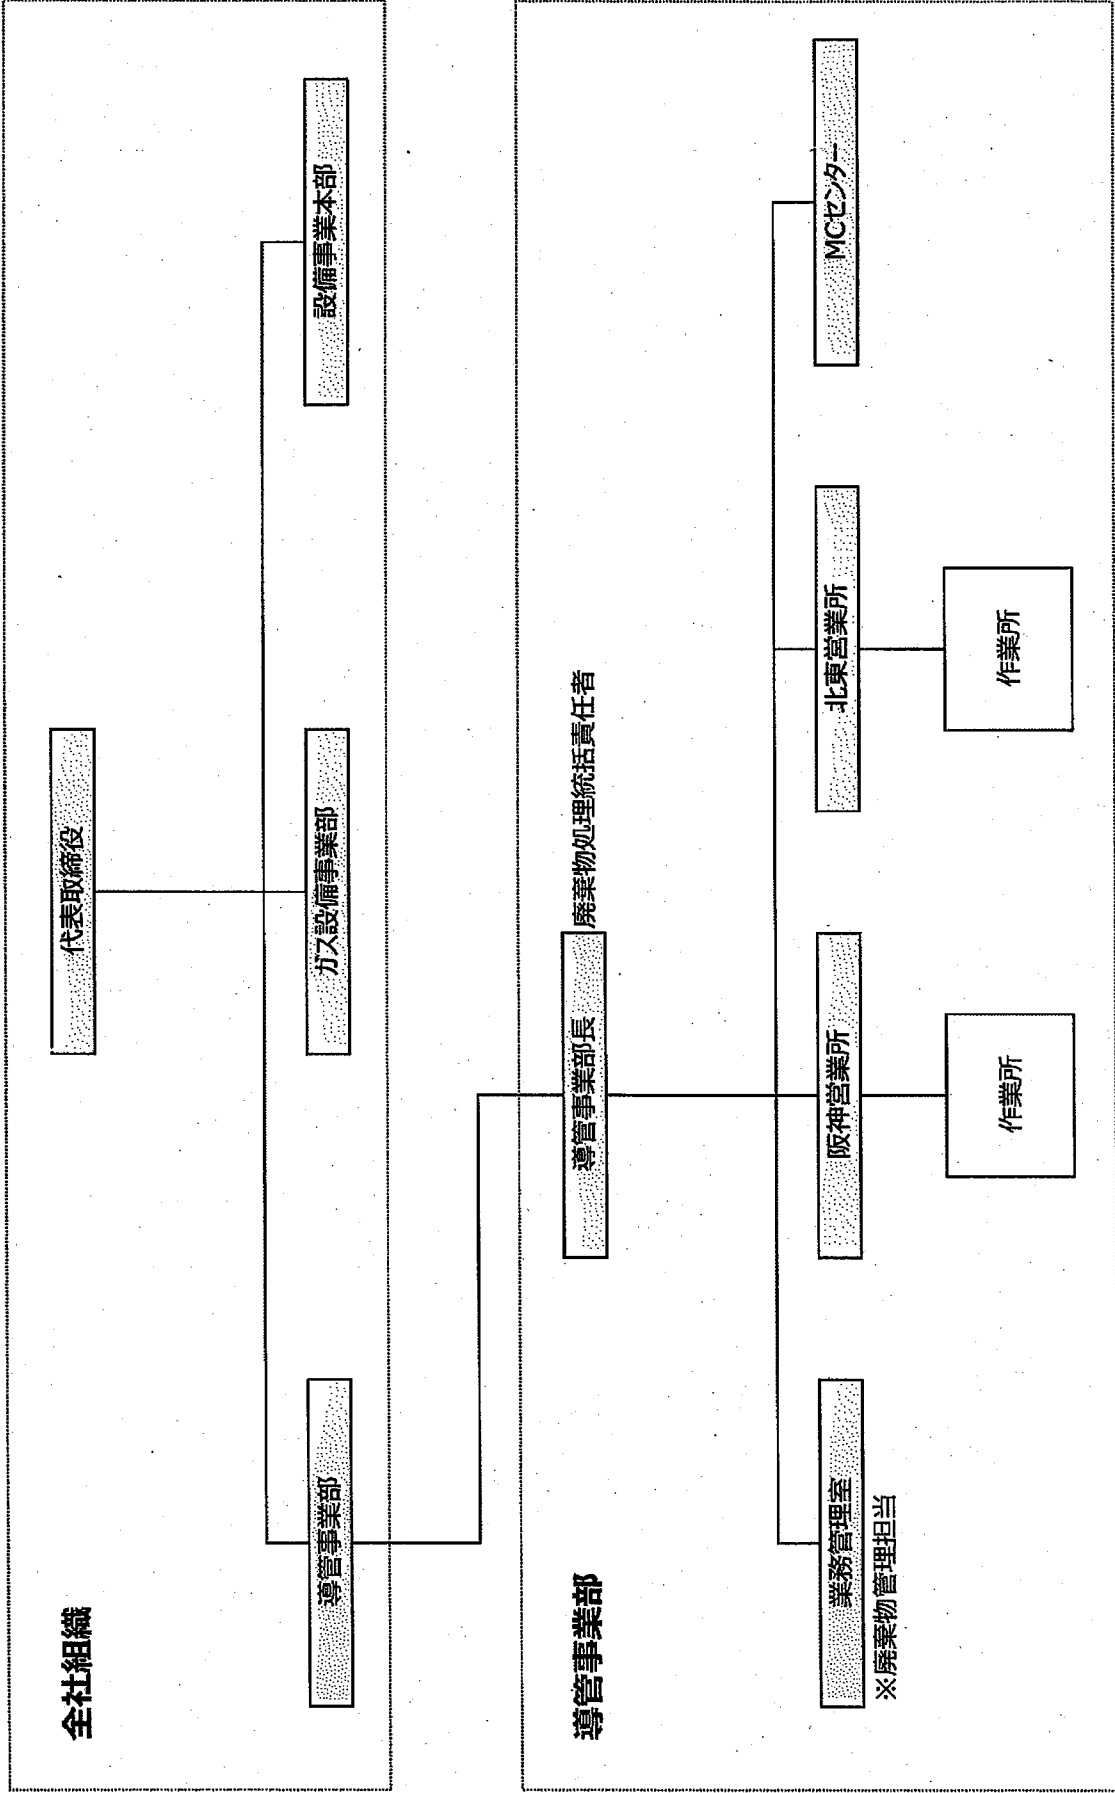 全社組織
代表取締役
導管事業部
ガス設備事業部
設備事業本部
導管事業部
導管事業部長
廃棄物処理統括責任者
業務管理室
※廃棄物管理担当
阪神営業所
北東営業所
MCセンター
作業所
作業所